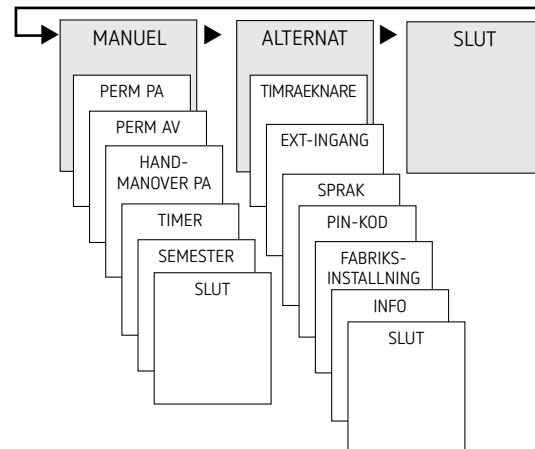 MANUEL
PERM PA
PERM AV
HAND-
MANOVER PA
TIMER
SEMESTER
SLUT
ALTERNAT
TIMRAEKNARE
EXT-INGANG
SPRAK
PIN-KOD
FABRIKS-
INSTALLNING
INFO
SLUT
SLUT